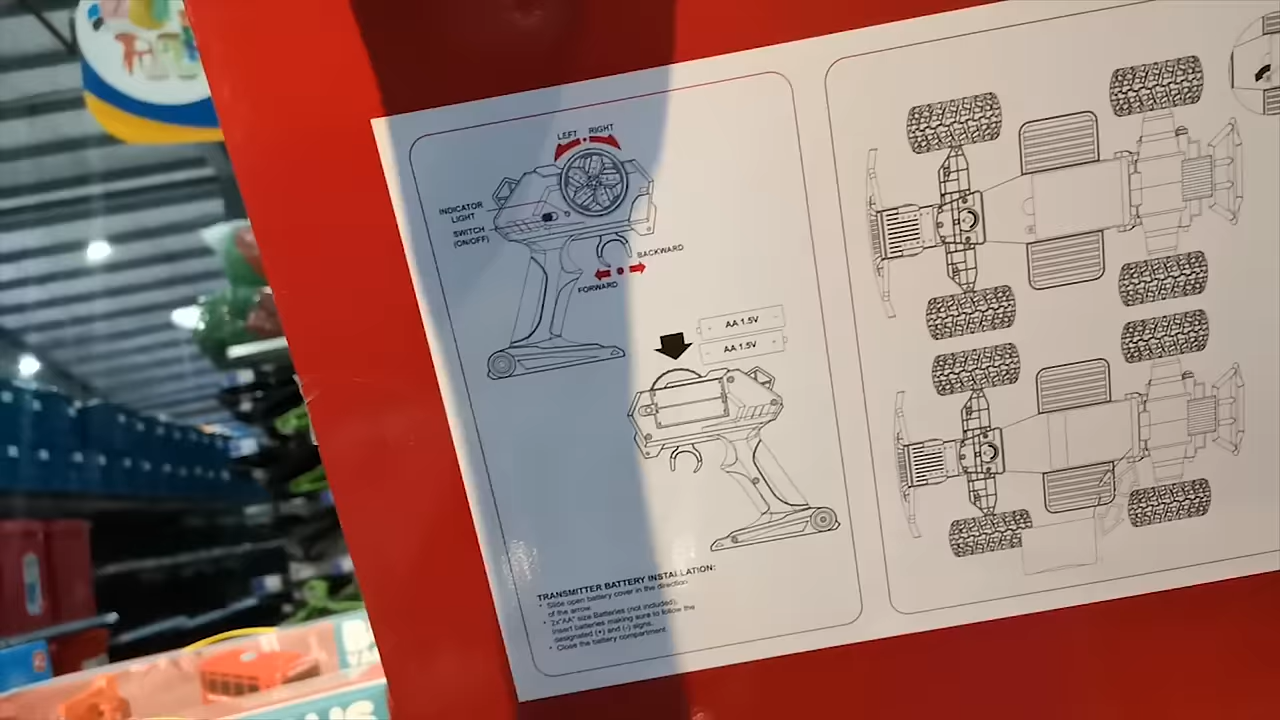 LEFT RIGHT
INDICATOR
LIGHT
SWITCH
(ON/OFF)
BACKWARD
FORWARD
AA 1.5V
AA 1.5V
TRANSMITTER BATTERY INSTALLATION:
• Slide open battery cover in the direction
of the arrow.
• 2x"AA" size Batteries (not included).
Insert batteries making sure to follow the
designated (+) and (-) signs.
• Close the battery compartment.